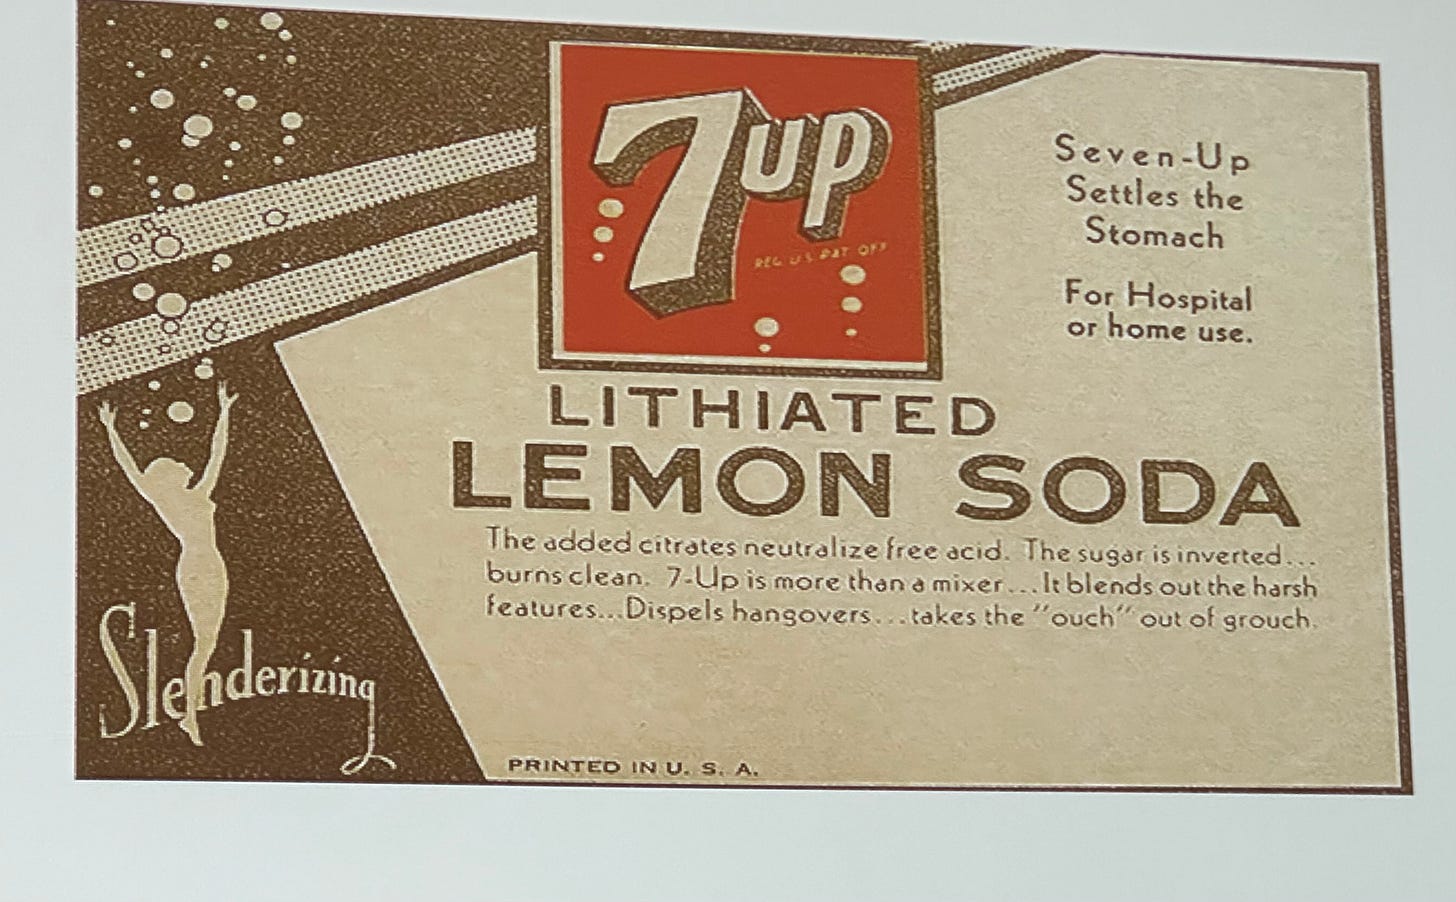 7up
REG. U.S. PAT. OFF.
Seven-Up
Settles the
Stomach
For Hospital
or home use.
LITHIATED
LEMON SODA
The added citrates neutralize free acid. The sugar is inverted...
burns clean. 7-Up is more than a mixer...It blends out the harsh
features...Dispels hangovers...takes the "ouch" out of grouch.
Slenderizing
PRINTED IN U. S. A.